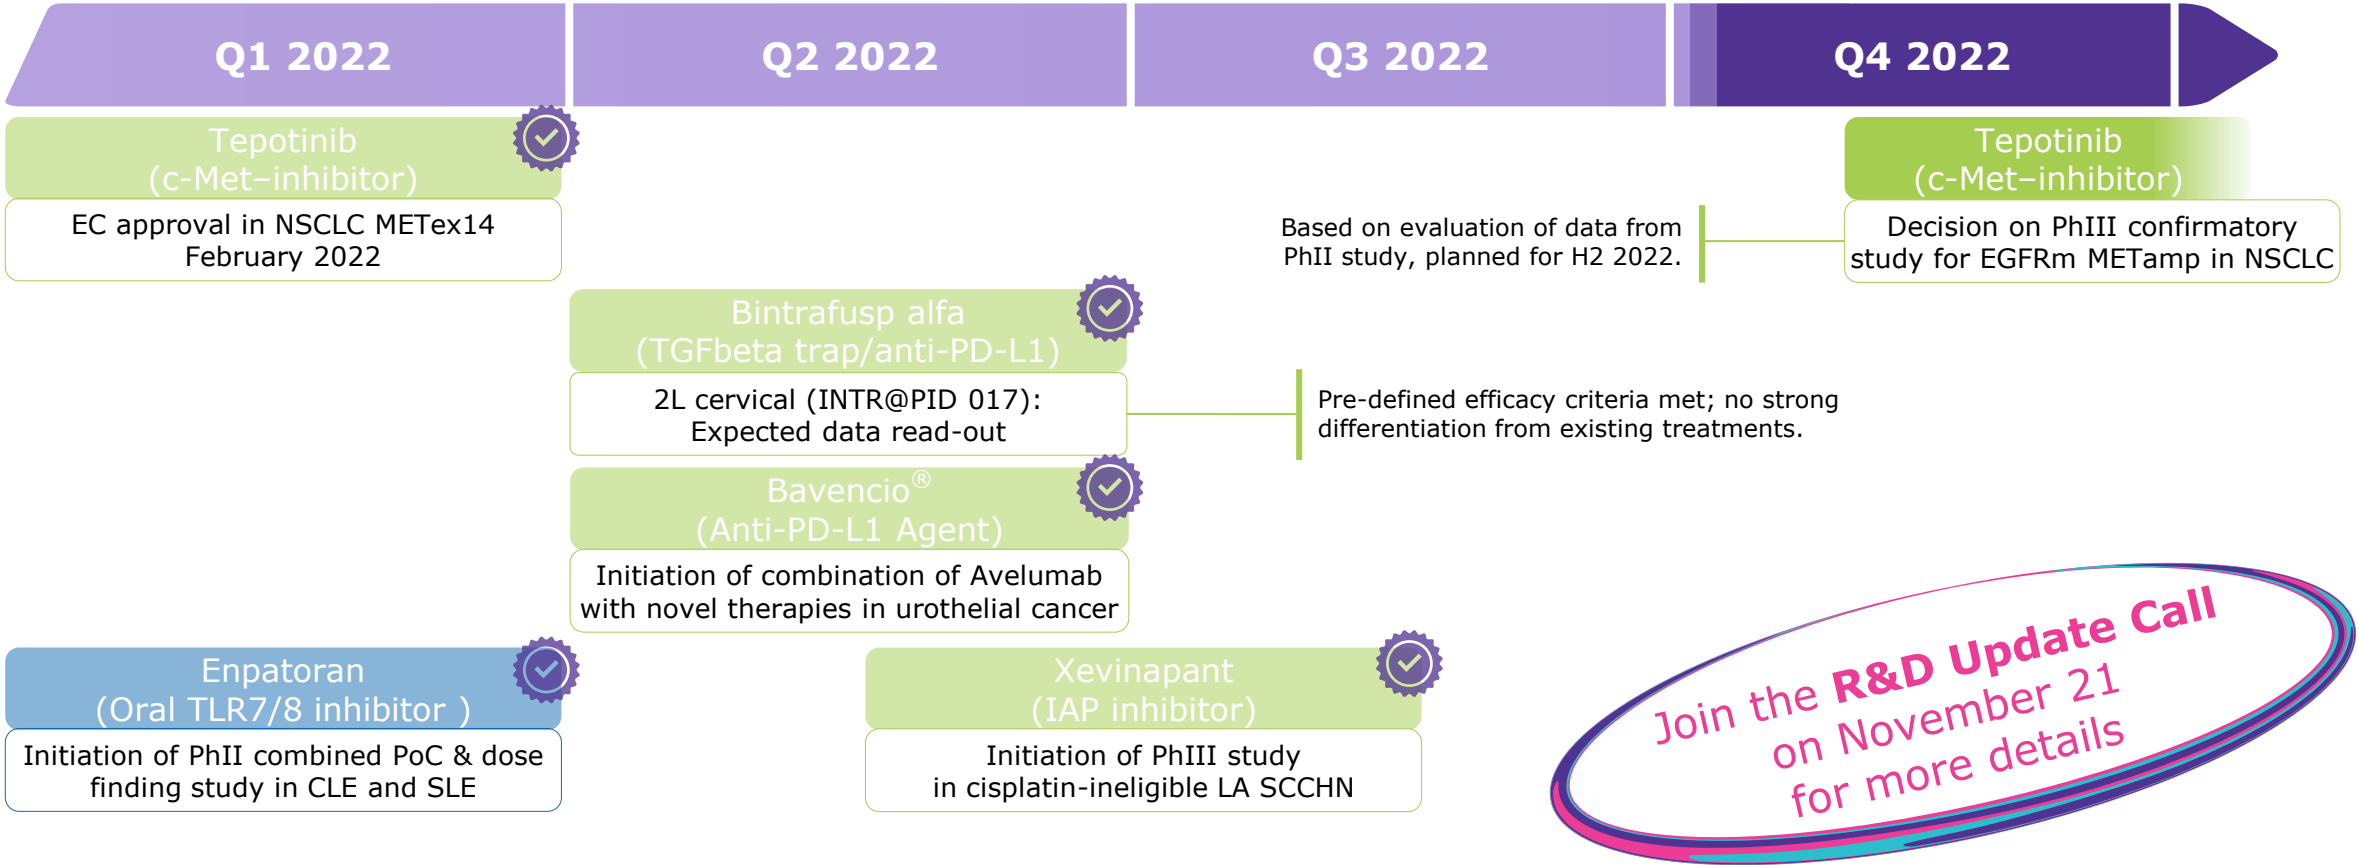 Q1 2022
Q2 2022
Q3 2022
Q4 2022
Tepotinib
(c-Met–inhibitor)
EC approval in NSCLC METex14
February 2022
Based on evaluation of data from
PhII study, planned for H2 2022.
Tepotinib
(c-Met–inhibitor)
Decision on PhIII confirmatory
study for EGFRm METamp in NSCLC
Bintrafusp alfa
(TGFbeta trap/anti-PD-L1)
2L cervical (INTR@PID 017):
Expected data read-out
Pre-defined efficacy criteria met; no strong
differentiation from existing treatments.
Bavencio®
(Anti-PD-L1 Agent)
Initiation of combination of Avelumab
with novel therapies in urothelial cancer
Enpatoran
(Oral TLR7/8 inhibitor )
Initiation of PhII combined PoC & dose
finding study in CLE and SLE
Xevinapant
(IAP inhibitor)
Initiation of PhIII study
in cisplatin-ineligible LA SCCHN
Join the R&D Update Call
on November 21
for more details